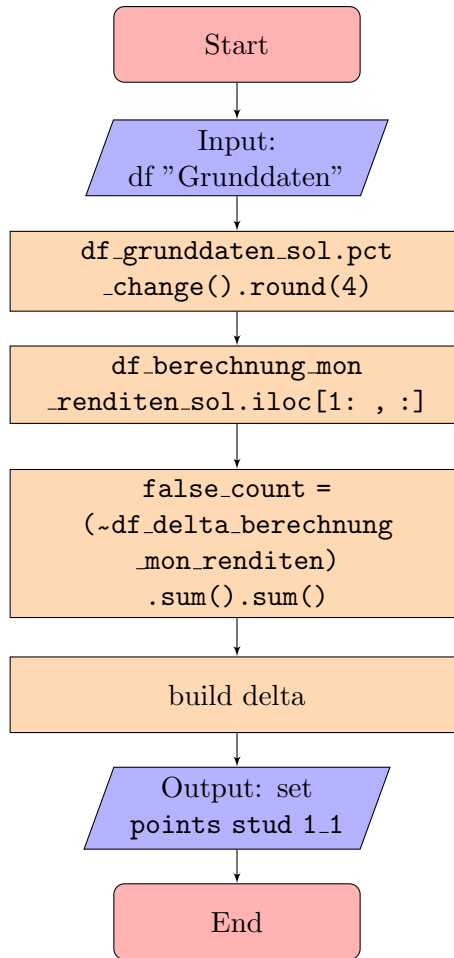 Start
Input:
df ”Grunddaten”
df_grunddaten_sol.pct
_change().round(4)
df_berechnung_mon
_renditen_sol.iloc[1: , :]
false_count =
(~df_delta_berechnung
_mon_renditen)
.sum().sum()
build delta
Output: set
points stud 1_1
End